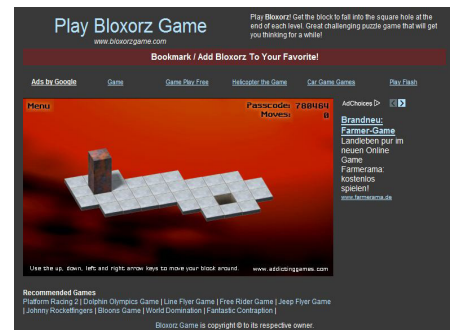 Play Bloxorz Game
www.bloxorzgame.com
Play Bloxorz! Get the block to fall into the square hole at the
end of each level. Great challenging puzzle game that will get
you thinking for a while!
Bookmark / Add Bloxorz To Your Favorite!
Ads by Google Game Game Play Free Helicopter the Game Car Game Games Play Flash
Menu
Passcode: 780464
Moves: 0
AdChoices
Brandneu:
Farmer-Game
Landleben pur im
neuen Online
Game
Farmerama:
kostenlos
spielen!
www.farmerama.de
Use the up, down, left and right arrow keys to move your block around. www.addictinggames.com
Recommended Games
Platform Racing 2 | Dolphin Olympics Game | Line Flyer Game | Free Rider Game | Jeep Flyer Game
| Johnny Rocketfingers | Bloons Game | World Domination | Fantastic Contraption |
Bloxorz Game is copyright © to its respective owner.